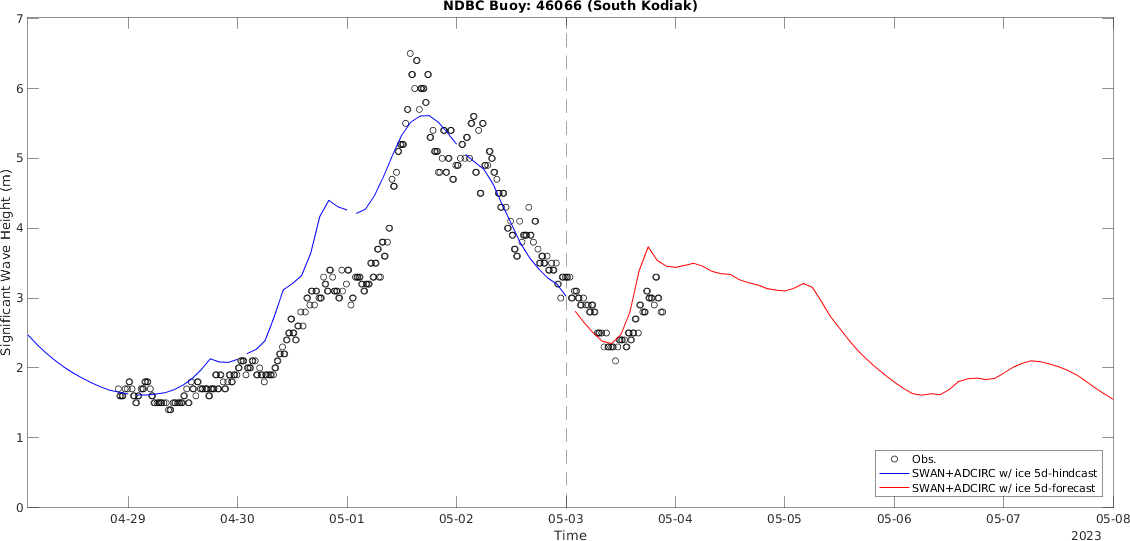 NDBC Buoy: 46066 (South Kodiak)
7
6
5
4
3
2
1
0
Significant Wave Height (m)
Obs.
SWAN+ADCIRC w/ ice 5d-hindcast
SWAN+ADCIRC w/ ice 5d-forecast
04-29 04-30 05-01 05-02 05-03 05-04 05-05 05-06 05-07 05-08
Time
2023